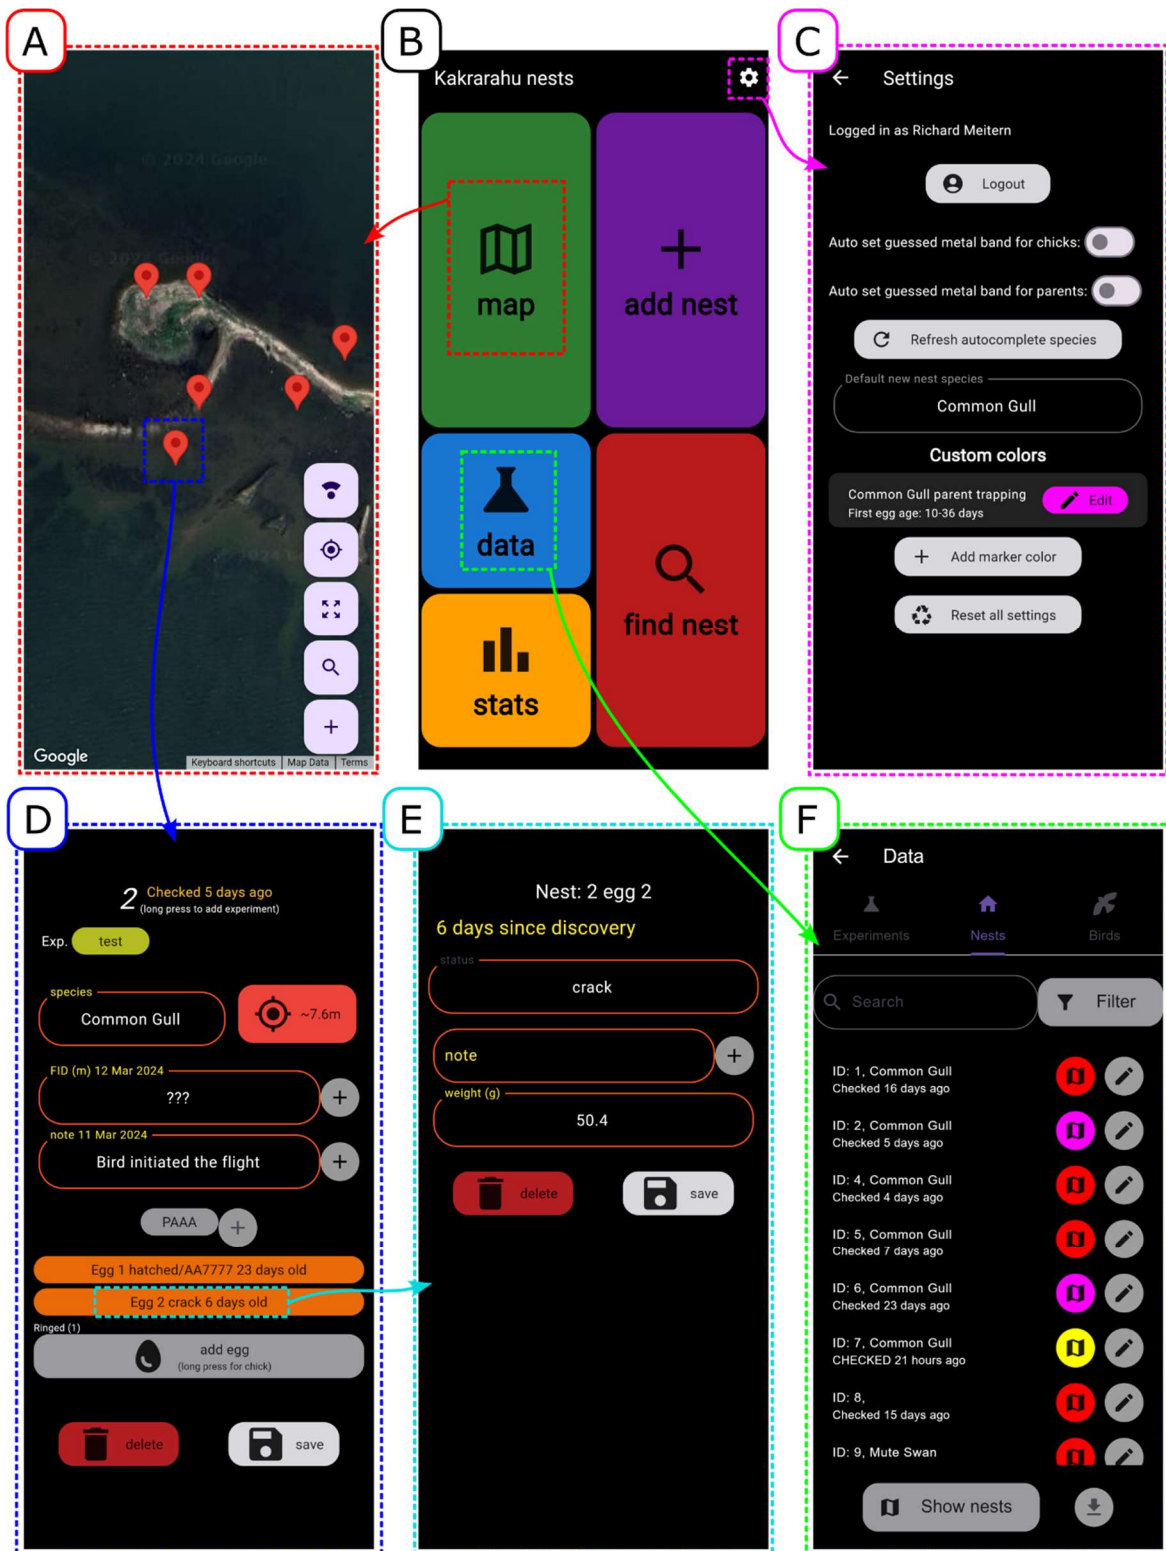 A
© 2024 Google
© 2024 Google
Google
Keyboard shortcuts
Map Data
Terms
B
Kakrarahu nests
map
add nest
data
find nest
stats
C
Settings
Logged in as Richard Meitern
Logout
Auto set guessed metal band for chicks:
Auto set guessed metal band for parents:
Refresh autocomplete species
Default new nest species
Common Gull
Custom colors
Common Gull parent trapping
First egg age: 10-36 days
Edit
Add marker color
Reset all settings
D
2 Checked 5 days ago
(long press to add experiment)
Exp. test
species
Common Gull
~7.6m
FID (m) 12 Mar 2024
???
note 11 Mar 2024
Bird initiated the flight
PAAA
Egg 1 hatched/AA7777 23 days old
Egg 2 crack 6 days old
Ringed (1)
add egg
(long press for chick)
delete
save
E
Nest: 2 egg 2
6 days since discovery
status
crack
note
weight (g)
50.4
delete
save
F
Data
Experiments
Nests
Birds
Search
Filter
ID: 1, Common Gull
Checked 16 days ago
ID: 2, Common Gull
Checked 5 days ago
ID: 4, Common Gull
Checked 4 days ago
ID: 5, Common Gull
Checked 7 days ago
ID: 6, Common Gull
Checked 23 days ago
ID: 7, Common Gull
CHECKED 21 hours ago
ID: 8,
Checked 15 days ago
ID: 9, Mute Swan
Show nests